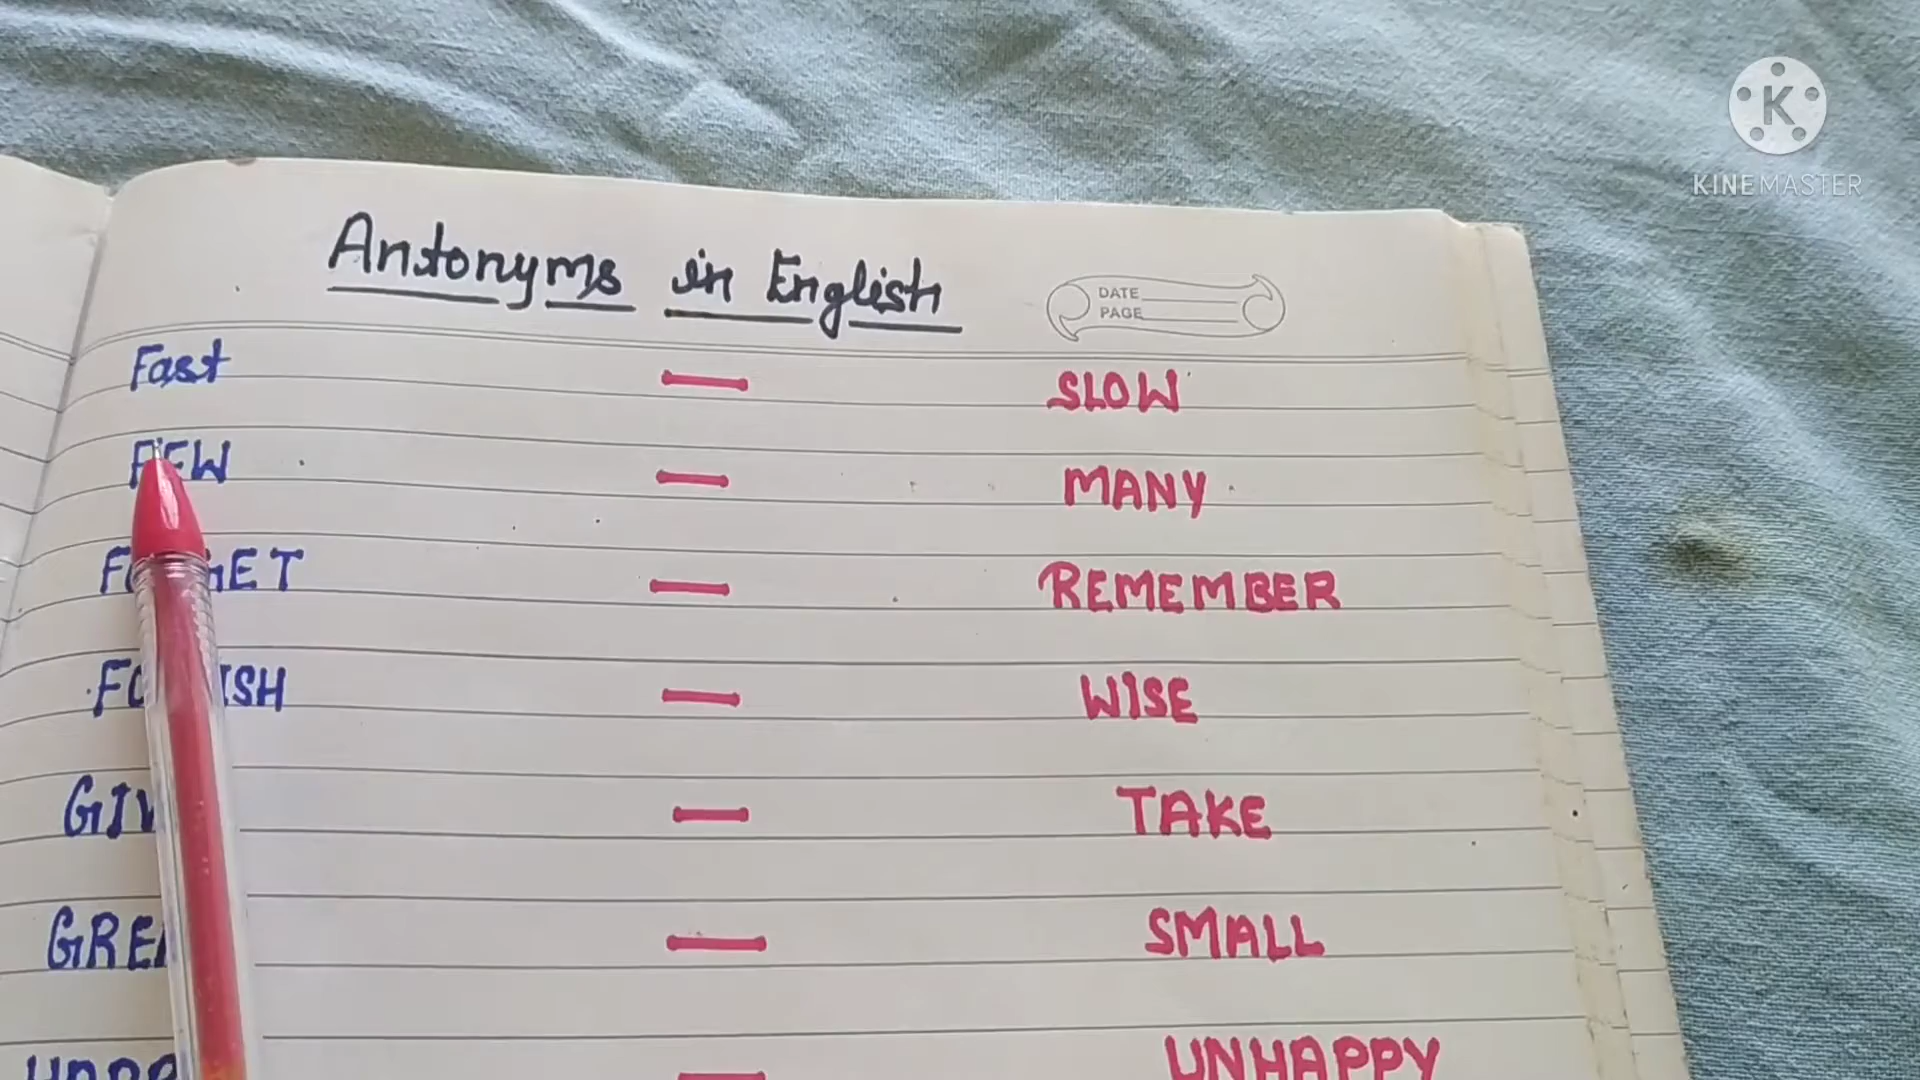 KINEMASTER
Antonyms in English
DATE
PAGE
Fast — SLOW
FEW — MANY
— REMEMBER
— WISE
— TAKE
— SMALL
— UNHAPPY